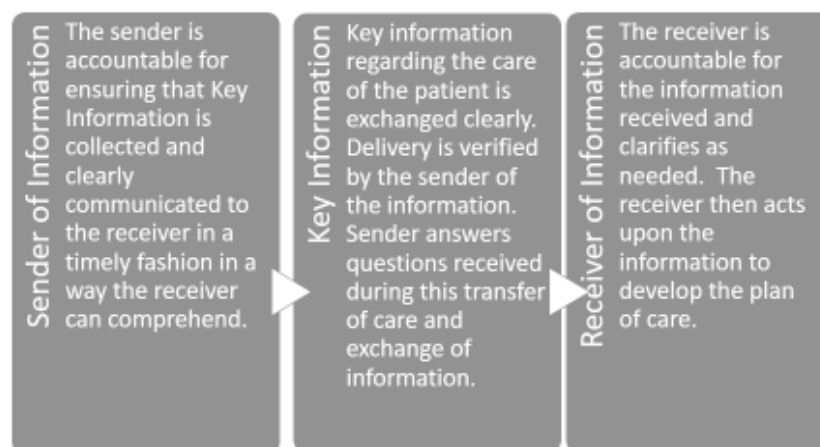 Sender of Information
The sender is
accountable for
ensuring that Key
Information is
collected and
clearly
communicated to
the receiver in a
timely fashion in a
way the receiver
can comprehend.
Key Information
Key information
regarding the care
of the patient is
exchanged clearly.
Delivery is verified
by the sender of
the information.
Sender answers
questions received
during this transfer
of care and
exchange of
information.
Receiver of Information
The receiver is
accountable for
the information
received and
clarifies as
needed.  The
receiver then acts
upon the
information to
develop the plan
of care.